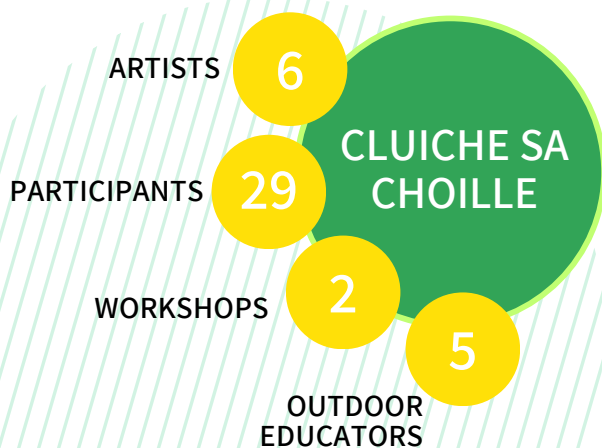 ARTISTS
6
CLUICHE SA
CHOILLE
PARTICIPANTS
29
WORKSHOPS
2
5
OUTDOOR
EDUCATORS